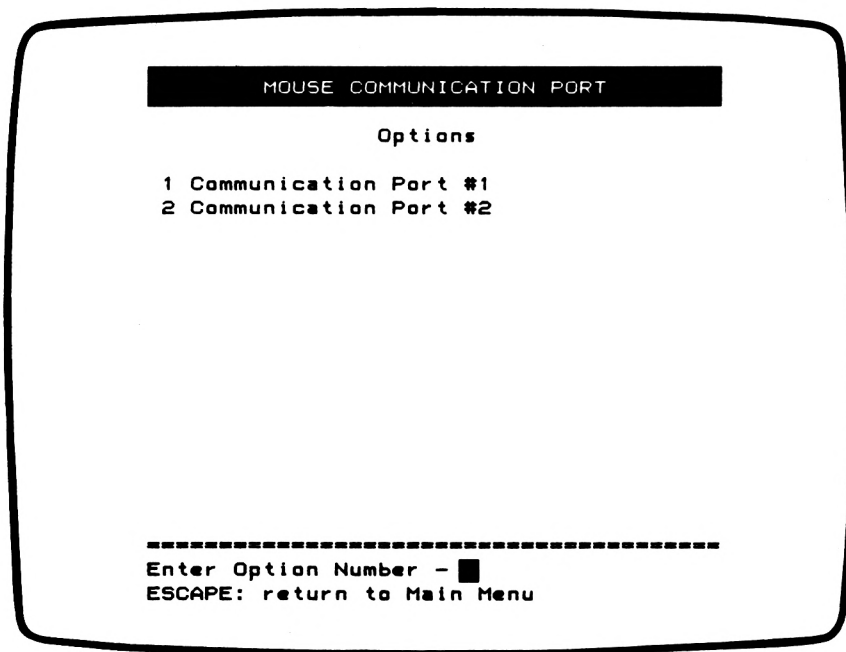 MOUSE COMMUNICATION PORT
Options
1 Communication Port #1
2 Communication Port #2
========================================
Enter Option Number - █
ESCAPE: return to Main Menu